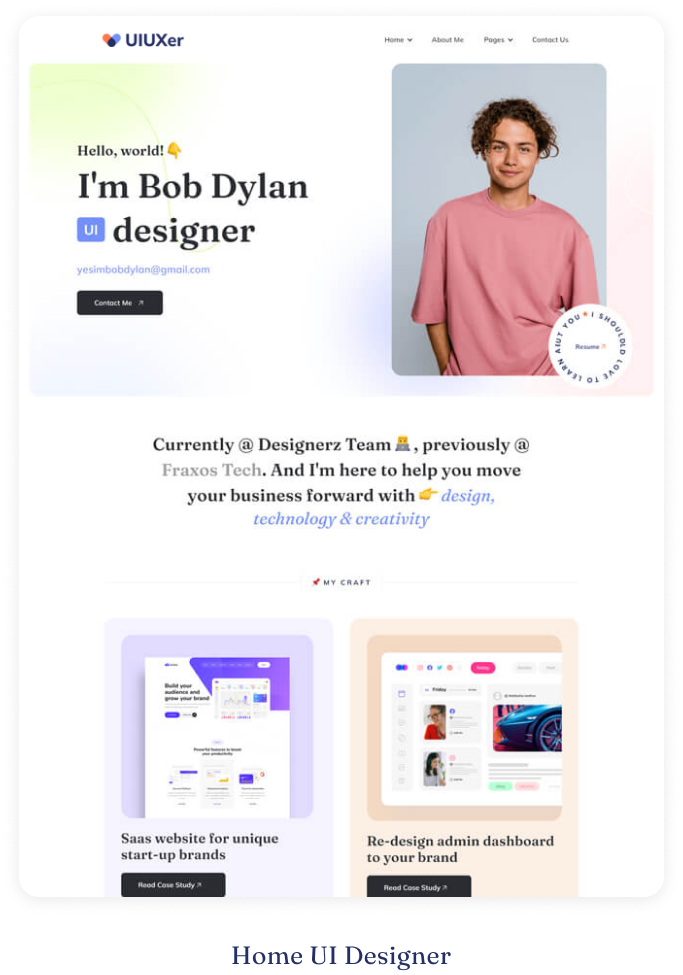 UIUXer
Home
About Me
Pages
Contact Us
Hello, world!👇
I'm Bob Dylan
UI designer
yesimbobdylan@gmail.com
Contact Me ↗
I SHOULDLD LOVE TO LEARN
Resume ↗
Currently @ Designerz Team 👨‍💻, previously @
Fraxos Tech. And I'm here to help you move
your business forward with 👉 design,
technology & creativity
📌 MY CRAFT
Build your
audience and
grow your brand
Powerful features to boost
your productivity
Saas website for unique
start-up brands
Read Case Study ↗
Friday
Re-design admin dashboard
to your brand
Read Case Study ↗
Home UI Designer